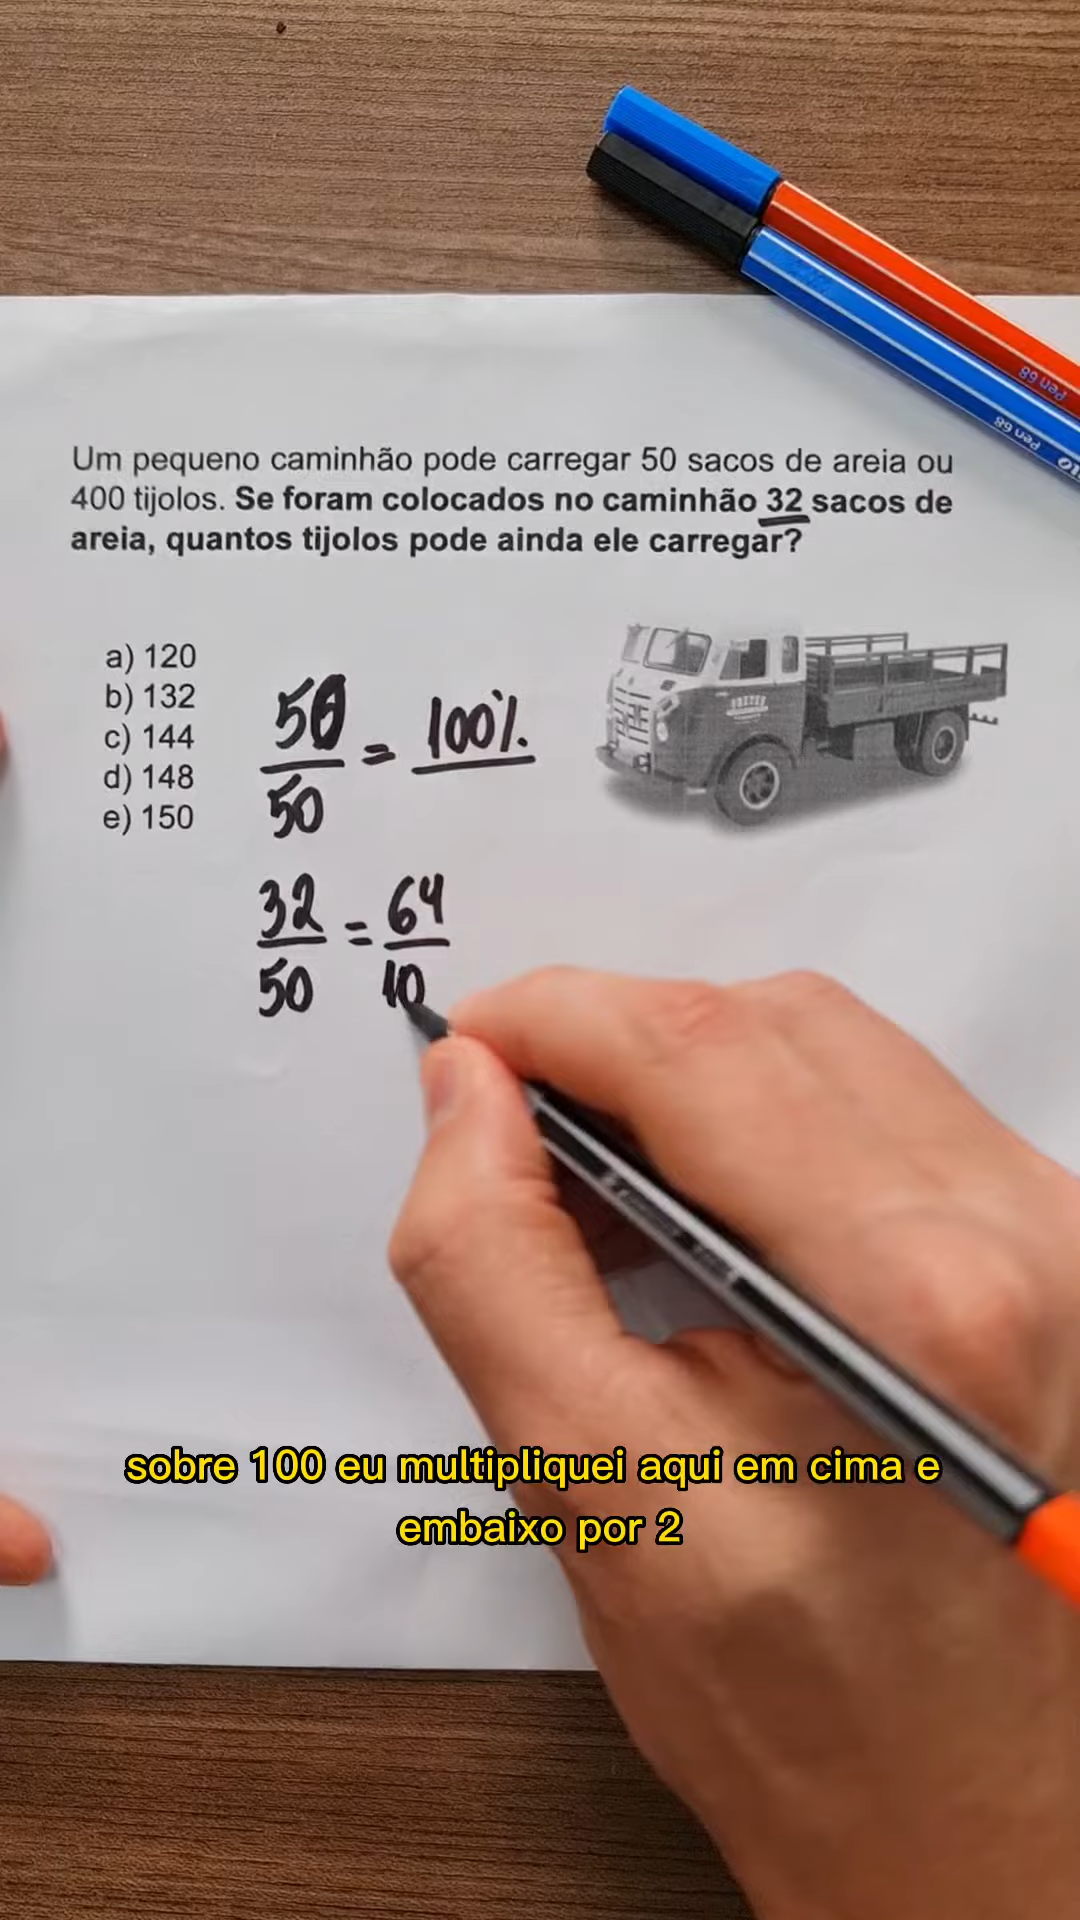 Pen 68
Pen 68
Um pequeno caminhão pode carregar 50 sacos de areia ou
400 tijolos. Se foram colocados no caminhão 32 sacos de
areia, quantos tijolos pode ainda ele carregar?
a) 120
b) 132
c) 144
d) 148
e) 150
50/50 = 100%
32/50 = 64/10
sobre 100 eu multipliquei aqui em cima e
embaixo por 2